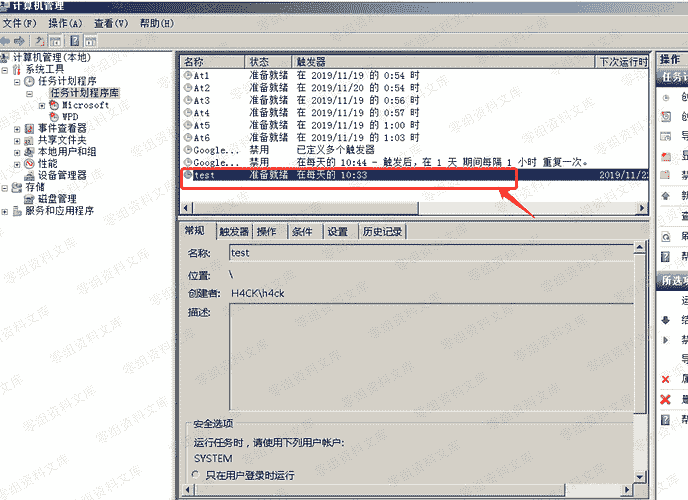 计算机管理
文件(F) 操作(A) 查看(V) 帮助(H)
计算机管理(本地)
系统工具
任务计划程序
任务计划程序库
Microsoft
WPD
事件查看器
共享文件夹
本地用户和组
性能
设备管理器
存储
磁盘管理
服务和应用程序
名称 状态 触发器 下次运行时
At1 准备就绪 在 2019/11/19 的 0:54 时
At2 准备就绪 在 2019/11/20 的 0:54 时
At3 准备就绪 在 2019/11/19 的 0:56 时
At4 准备就绪 在 2019/11/19 的 0:57 时
At5 准备就绪 在 2019/11/19 的 1:00 时
At6 准备就绪 在 2019/11/19 的 1:03 时
Google... 禁用 已定义多个触发器
Google... 禁用 在每天的 10:44 - 触发后，在 1 天 期间每隔 1 小时 重复一次。
test 准备就绪 在每天的 10:33 2019/11/2
常规 触发器 操作 条件 设置 历史记录
名称: test
位置: \
创建者: H4CK\h4ck
描述:
安全选项
运行任务时，请使用下列用户帐户:
SYSTEM
只在用户登录时运行
操作
任务计
所选项
零组资料文库